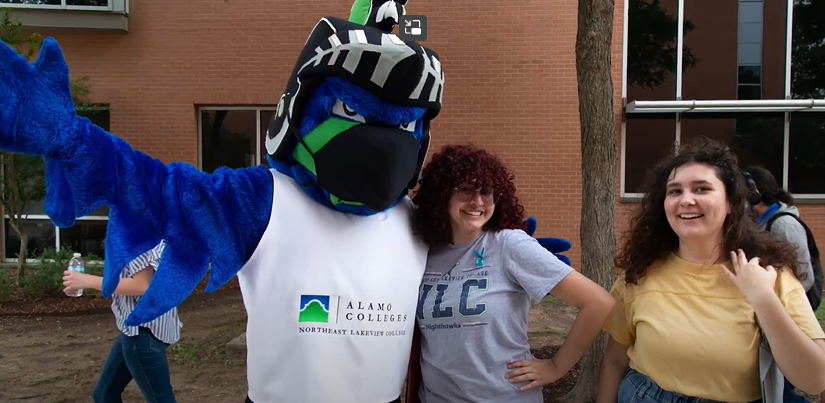 ALAMO
COLLEGES
NORTHEAST LAKEVIEW COLLEGE
NLC
Nighthawks